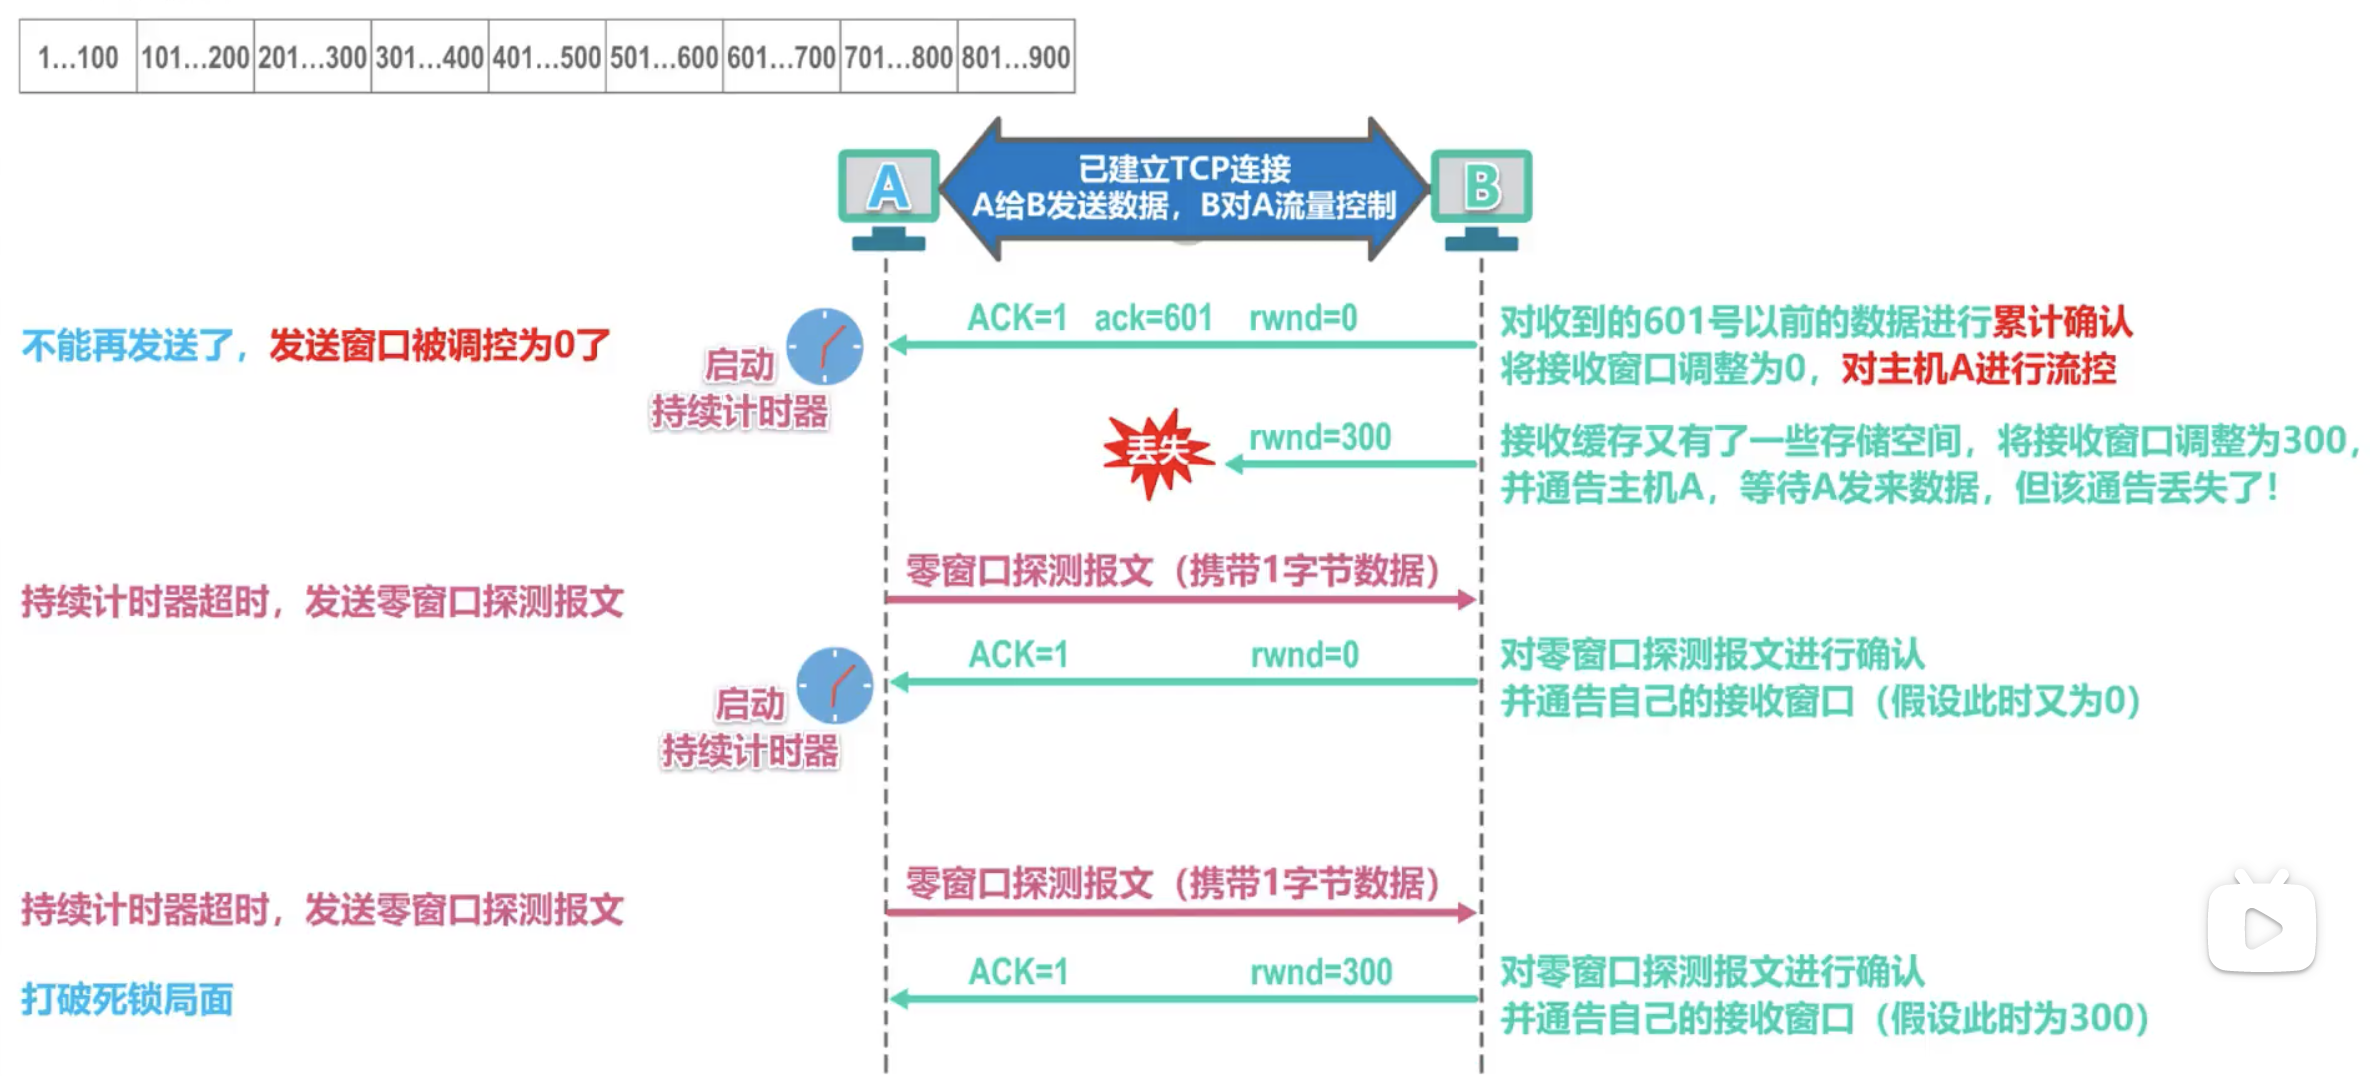 1...100 101...200 201...300 301...400 401...500 501...600 601...700 701...800 801...900
A
已建立TCP连接
A给B发送数据，B对A流量控制
B
不能再发送了，发送窗口被调控为0了
启动
持续计时器
ACK=1 ack=601 rwnd=0
对收到的601号以前的数据进行累计确认
将接收窗口调整为0，对主机A进行流控
丢失
rwnd=300
接收缓存又有了一些存储空间，将接收窗口调整为300，
并通告主机A，等待A发来数据，但该通告丢失了！
持续计时器超时，发送零窗口探测报文
零窗口探测报文（携带1字节数据）
启动
持续计时器
ACK=1 rwnd=0
对零窗口探测报文进行确认
并通告自己的接收窗口（假设此时又为0）
持续计时器超时，发送零窗口探测报文
零窗口探测报文（携带1字节数据）
打破死锁局面
ACK=1 rwnd=300
对零窗口探测报文进行确认
并通告自己的接收窗口（假设此时为300）